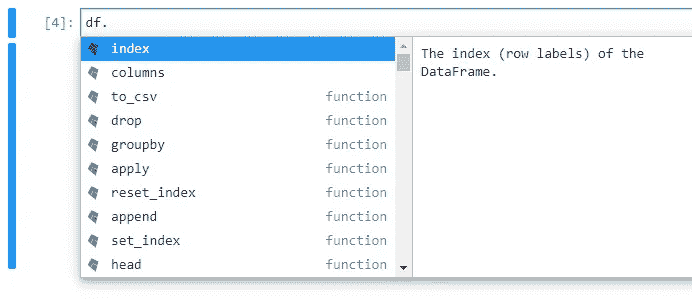 [4]: df.
index
columns
to_csv function
drop function
groupby function
apply function
reset_index function
append function
set_index function
head function
The index (row labels) of the
DataFrame.